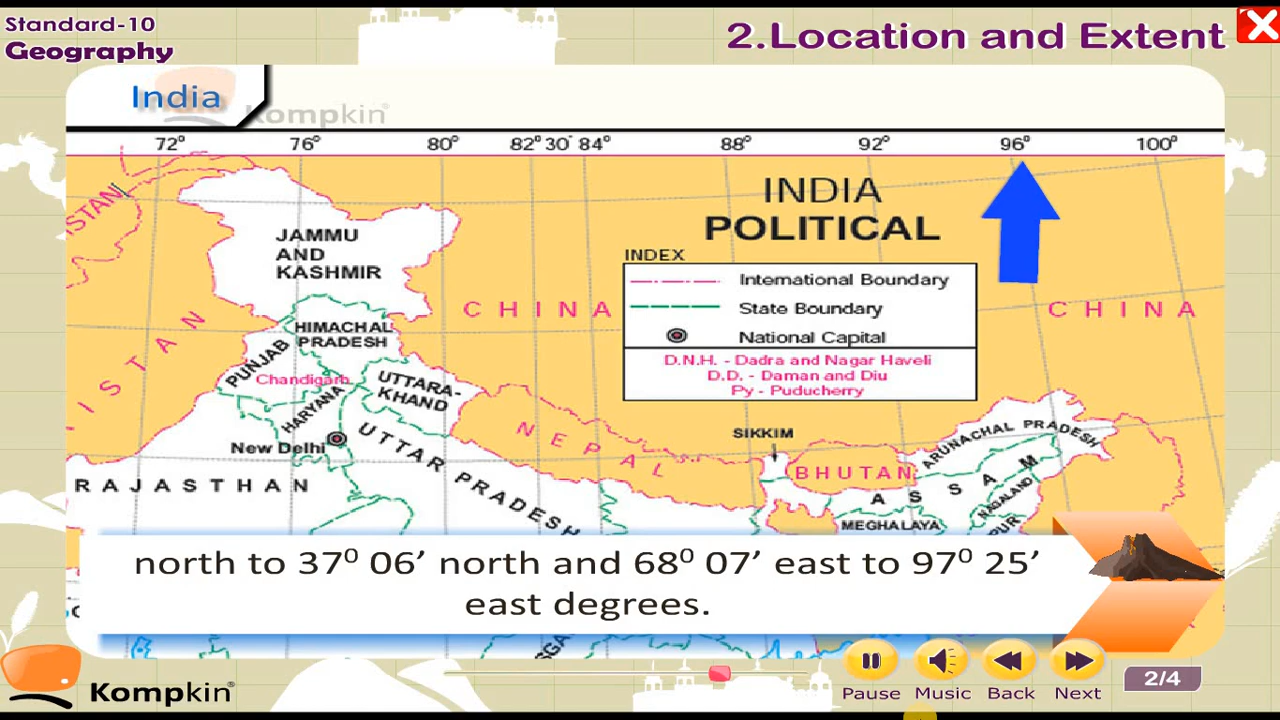 Standard-10
Geography
2.Location and Extent
India
Kompkin
72° 76° 80° 82° 30' 84° 88° 92° 96° 100°
INDIA
POLITICAL
INDEX
International Boundary
State Boundary
National Capital
D.N.H. - Dadra and Nagar Haveli
D.D. - Daman and Diu
Py - Puducherry
STAN
JAMMU
AND
KASHMIR
CHINA
CHINA
ISTAN
HIMACHAL
PRADESH
PUNJAB
Chandigarh
HARYANA
UTTARA-
KHAND
New Delhi
UTTAR PRADESH
NEPAL
SIKKIM
BHUTAN
ARUNACHAL PRADESH
ASSAM
NAGALAND
MEGHALAYA
PUR
RAJASTHAN
north to 37⁰ 06’ north and 68⁰ 07’ east to 97⁰ 25’
east degrees.
Kompkin®
Pause Music Back Next
2/4